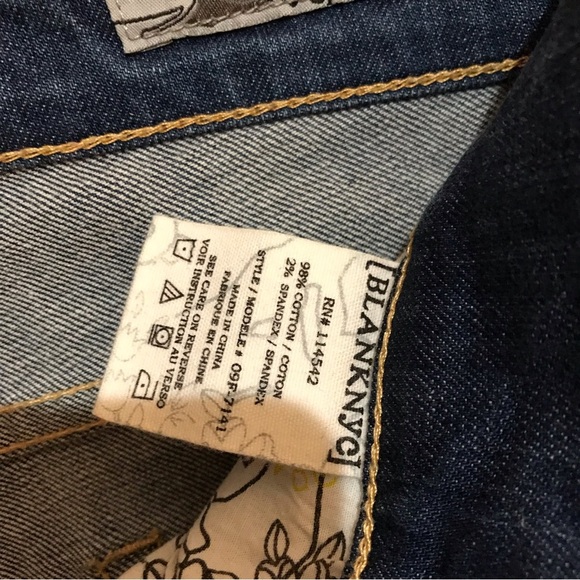 [BLANKNYC]
RN# 114542
98% COTTON / COTON
2% SPANDEX / SPANDEX
STYLE / MODELE # 05F-7141
MADE IN CHINA
FABRIQUE EN CHINE
SEE CARE ON REVERSE
VOIR INSTRUCTION AU VERSO